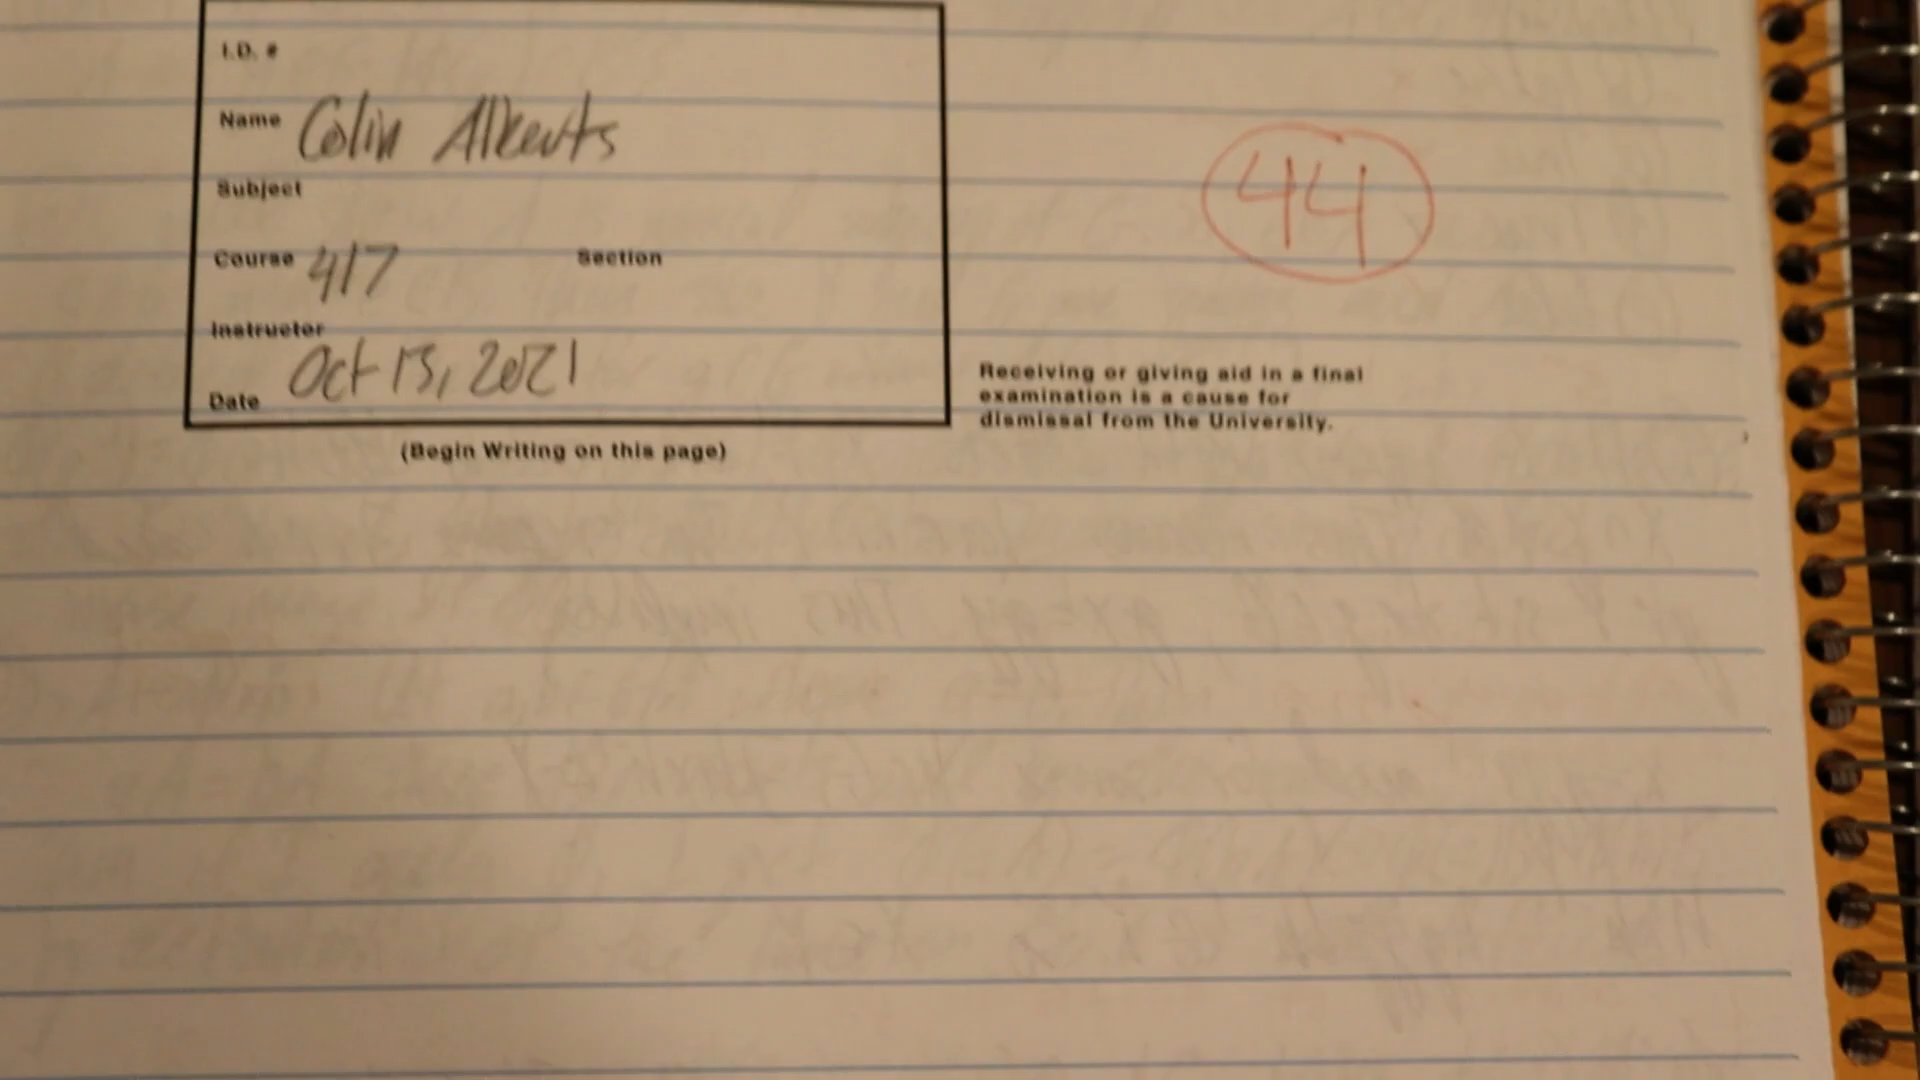 I.D. #
Name Colin
44
Subject
Course 417 Section
Instructor
Date Oct 13, 2021
Receiving or giving aid in a final
examination is a cause for
dismissal from the University.
(Begin Writing on this page)